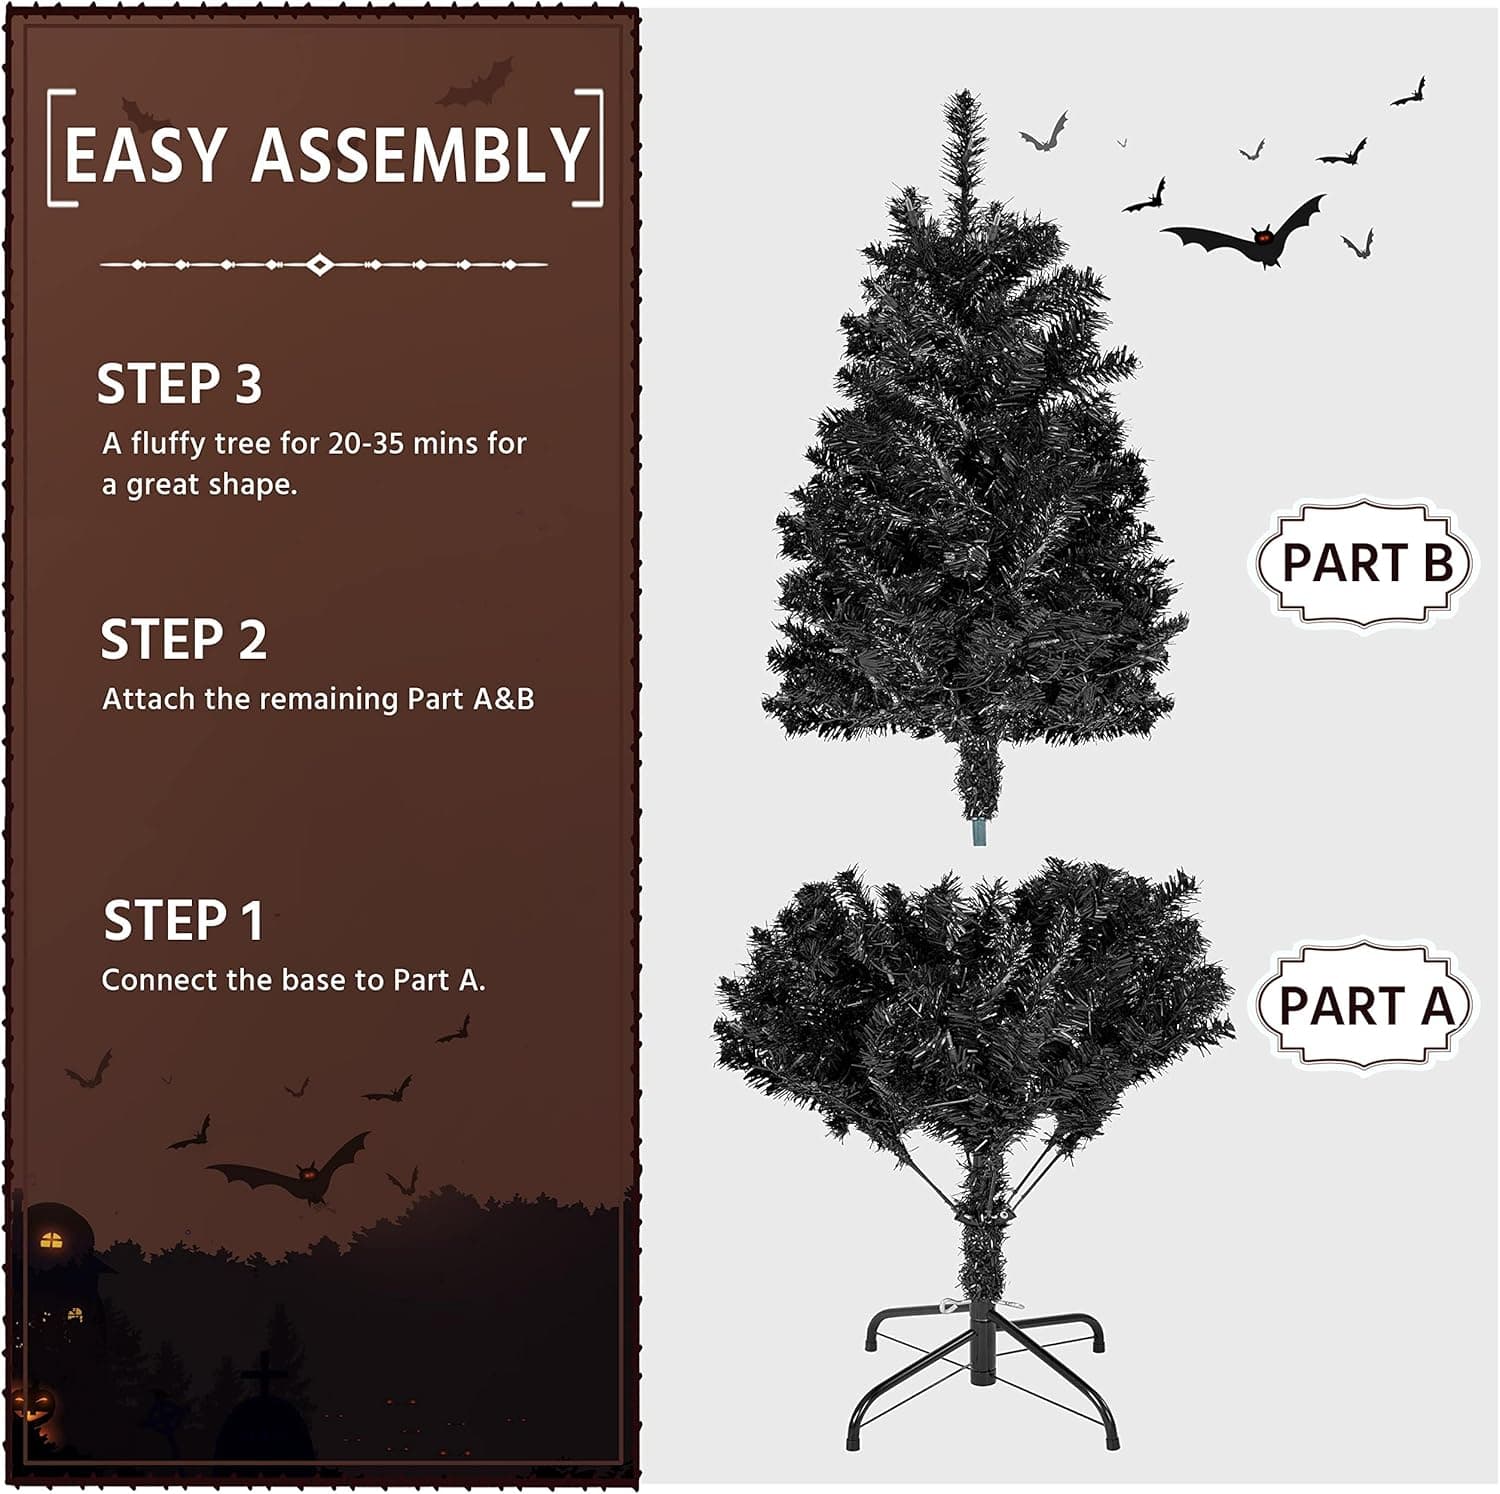 EASY ASSEMBLY
STEP 3
A fluffy tree for 20-35 mins for
a great shape.
STEP 2
Attach the remaining Part A&B
STEP 1
Connect the base to Part A.
PART B
PART A